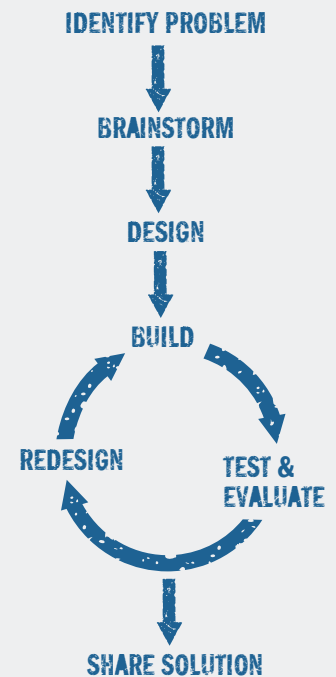 IDENTIFY PROBLEM
BRAINSTORM
DESIGN
BUILD
REDESIGN
TEST &
EVALUATE
SHARE SOLUTION